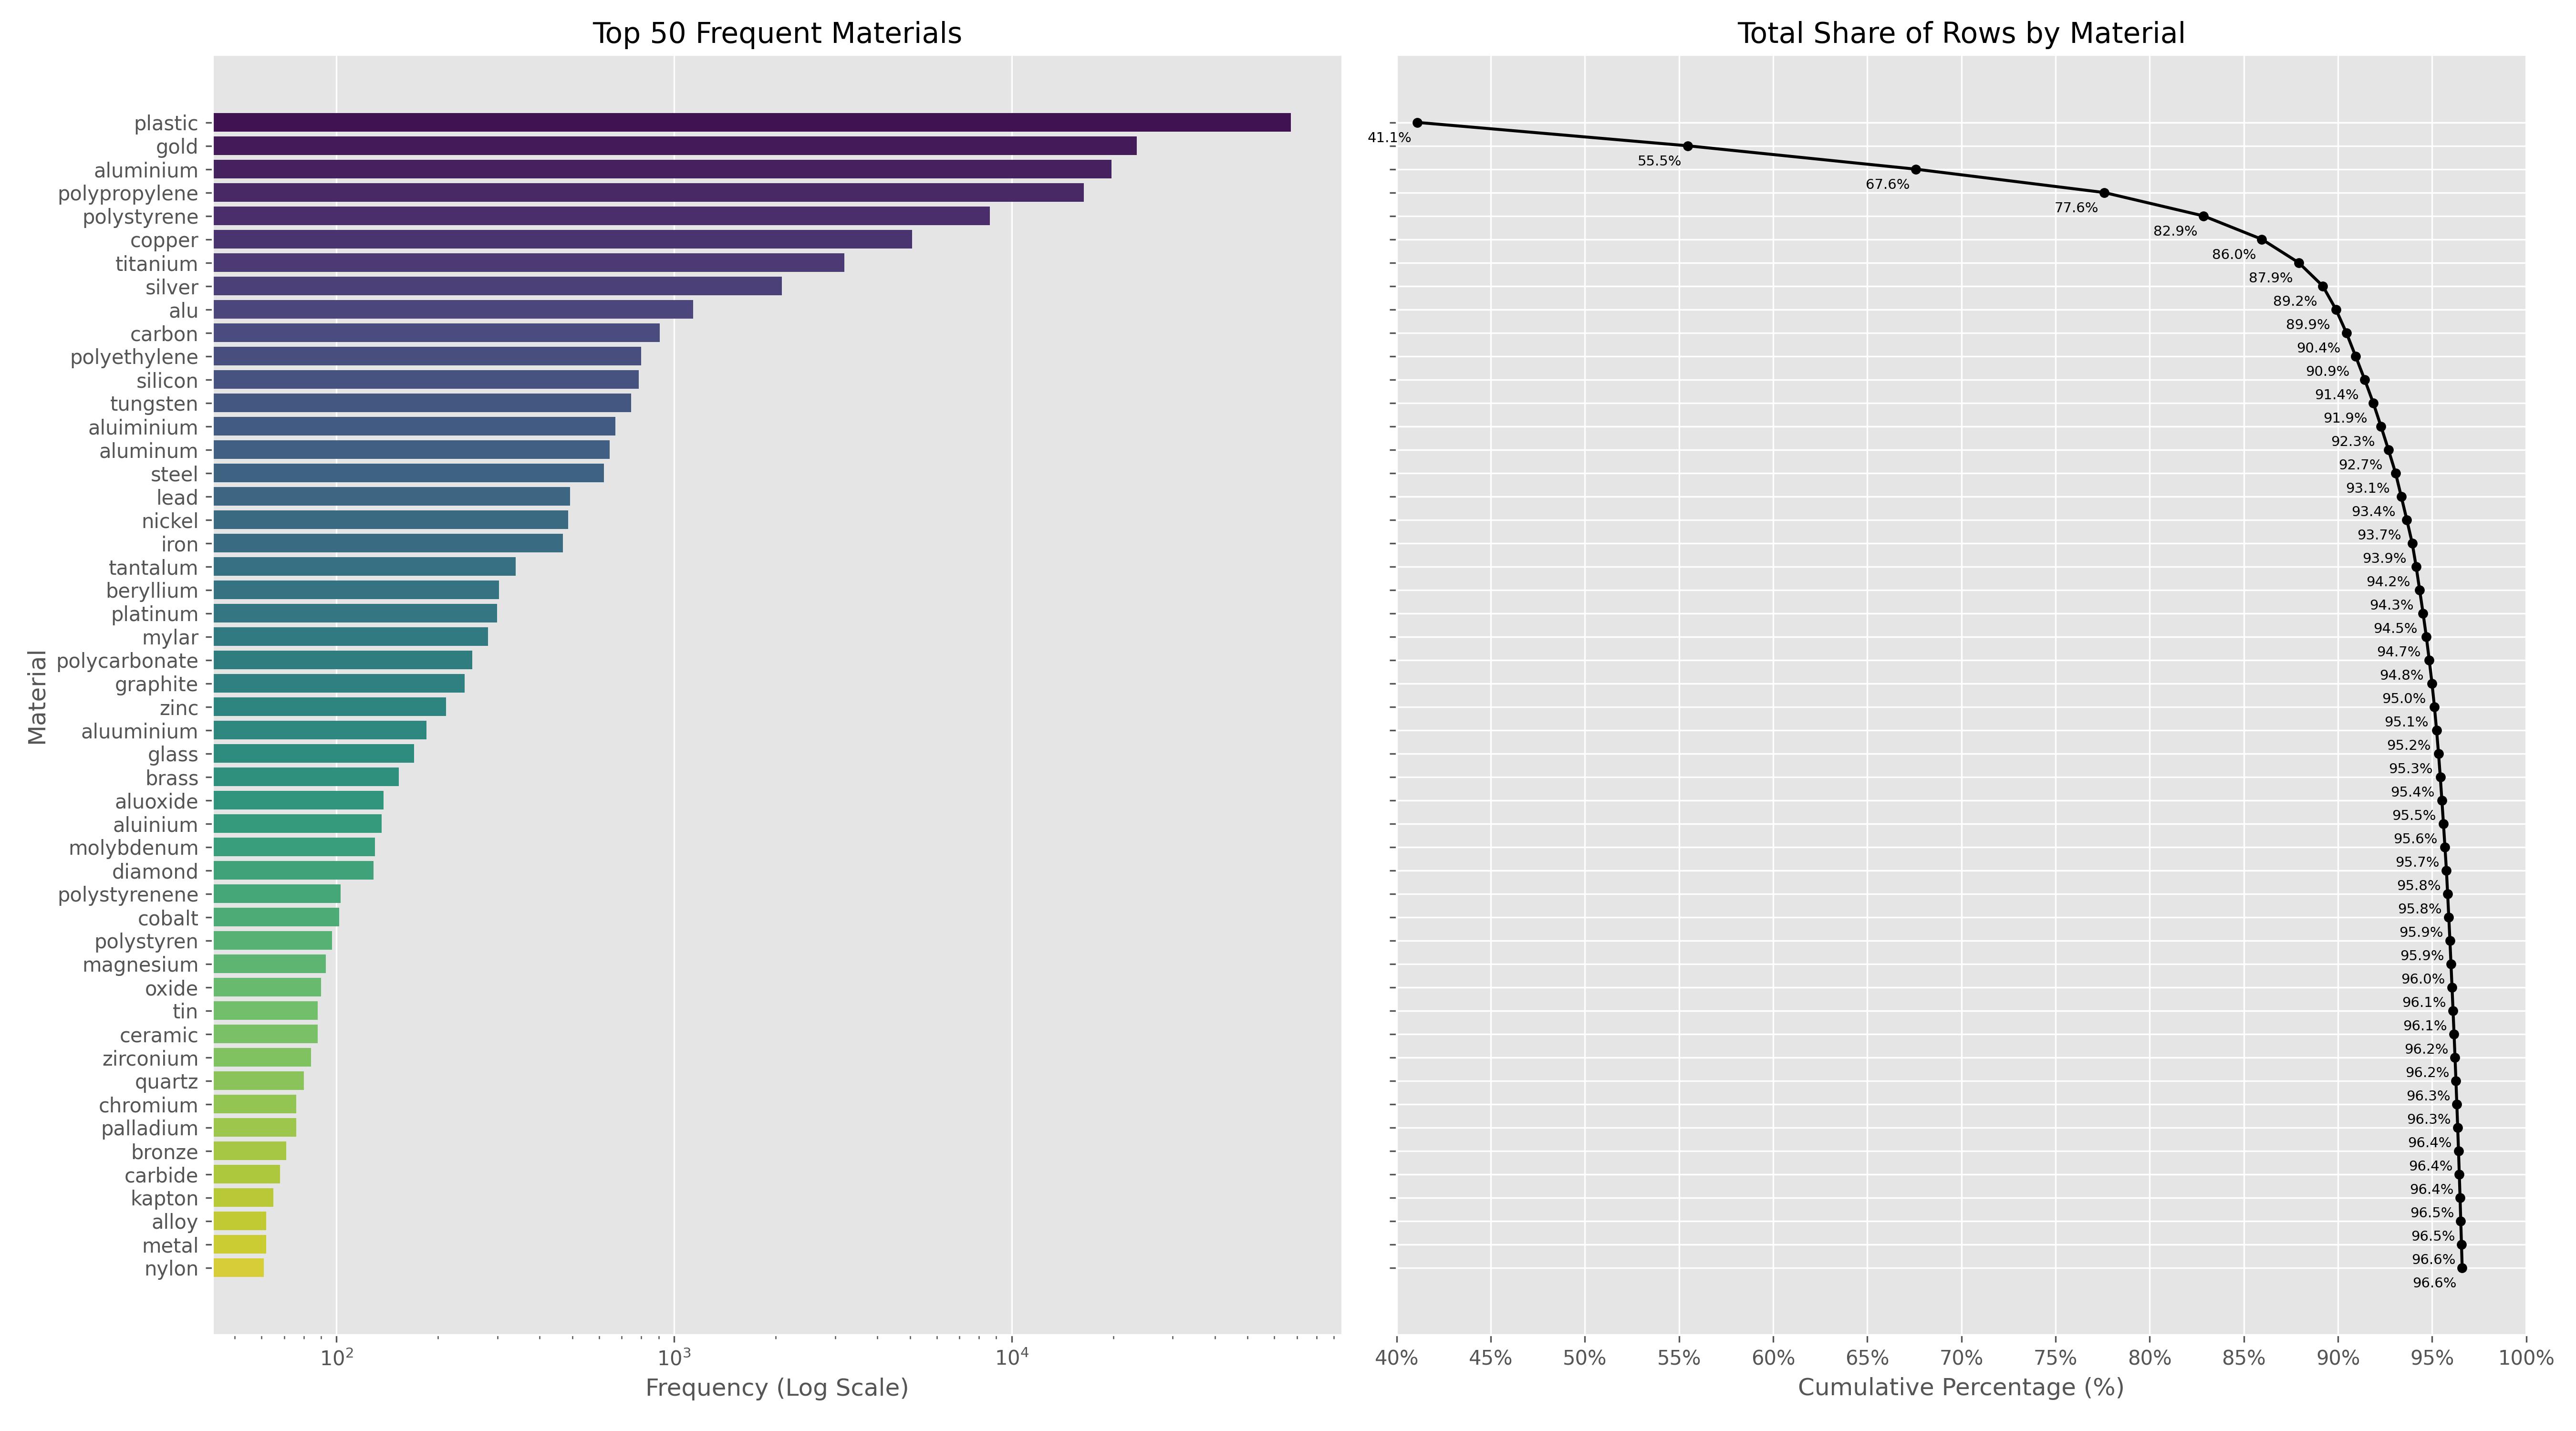 Top 50 Frequent Materials
Material
plastic
gold
aluminium
polypropylene
polystyrene
copper
titanium
silver
alu
carbon
polyethylene
silicon
tungsten
aluiminium
aluminum
steel
lead
nickel
iron
tantalum
beryllium
platinum
mylar
polycarbonate
graphite
zinc
aluuminium
glass
brass
aluoxide
aluinium
molybdenum
diamond
polystyrenene
cobalt
polystyren
magnesium
oxide
tin
ceramic
zirconium
quartz
chromium
palladium
bronze
carbide
kapton
alloy
metal
nylon
10² 10³ 10⁴
Frequency (Log Scale)
Total Share of Rows by Material
41.1%
55.5%
67.6%
77.6%
82.9%
86.0%
87.9%
89.2%
89.9%
90.4%
90.9%
91.4%
91.9%
92.3%
92.7%
93.1%
93.4%
93.7%
93.9%
94.2%
94.3%
94.5%
94.7%
94.8%
95.0%
95.1%
95.2%
95.3%
95.4%
95.5%
95.6%
95.7%
95.8%
95.8%
95.9%
95.9%
96.0%
96.1%
96.1%
96.2%
96.2%
96.3%
96.3%
96.4%
96.4%
96.4%
96.5%
96.5%
96.6%
96.6%
40% 45% 50% 55% 60% 65% 70% 75% 80% 85% 90% 95% 100%
Cumulative Percentage (%)